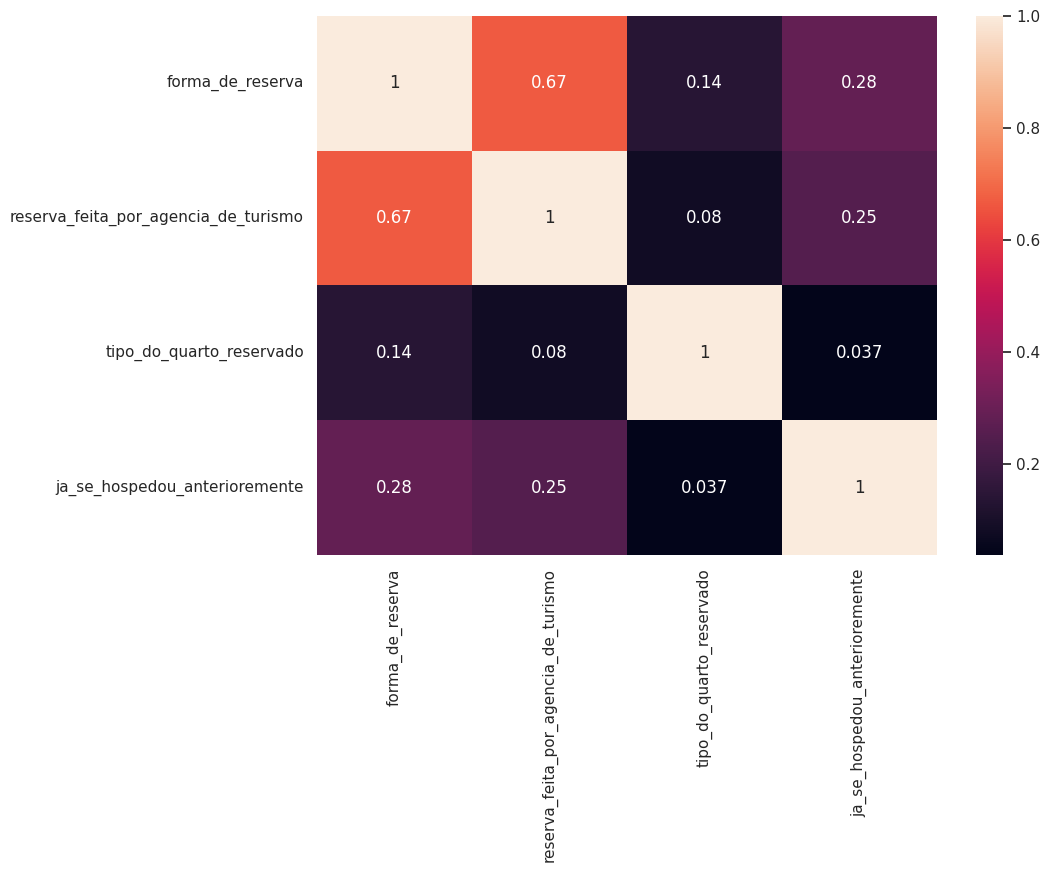 forma_de_reserva 1 0.67 0.14 0.28
reserva_feita_por_agencia_de_turismo 0.67 1 0.08 0.25
tipo_do_quarto_reservado 0.14 0.08 1 0.037
ja_se_hospedou_anterioremente 0.28 0.25 0.037 1
forma_de_reserva
reserva_feita_por_agencia_de_turismo
tipo_do_quarto_reservado
ja_se_hospedou_anterioremente
1.0
0.8
0.6
0.4
0.2